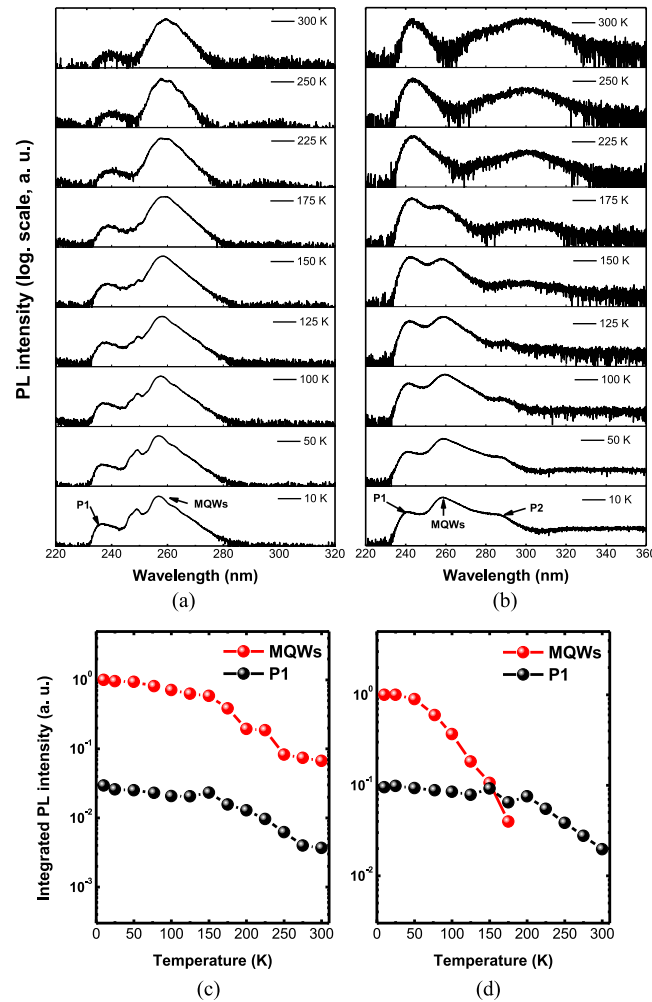 PL intensity (log. scale, a. u.)
300 K
250 K
225 K
175 K
150 K
125 K
100 K
50 K
10 K
P1
MQWs
220 240 260 280 300 320
Wavelength (nm)
(a)
300 K
250 K
225 K
175 K
150 K
125 K
100 K
50 K
10 K
P1
MQWs
P2
220 240 260 280 300 320 340 360
Wavelength (nm)
(b)
Integrated PL intensity (a. u.)
MQWs
P1
10^0
10^-1
10^-2
10^-3
0 50 100 150 200 250 300
Temperature (K)
(c)
MQWs
P1
10^0
10^-1
10^-2
0 50 100 150 200 250 300
Temperature (K)
(d)